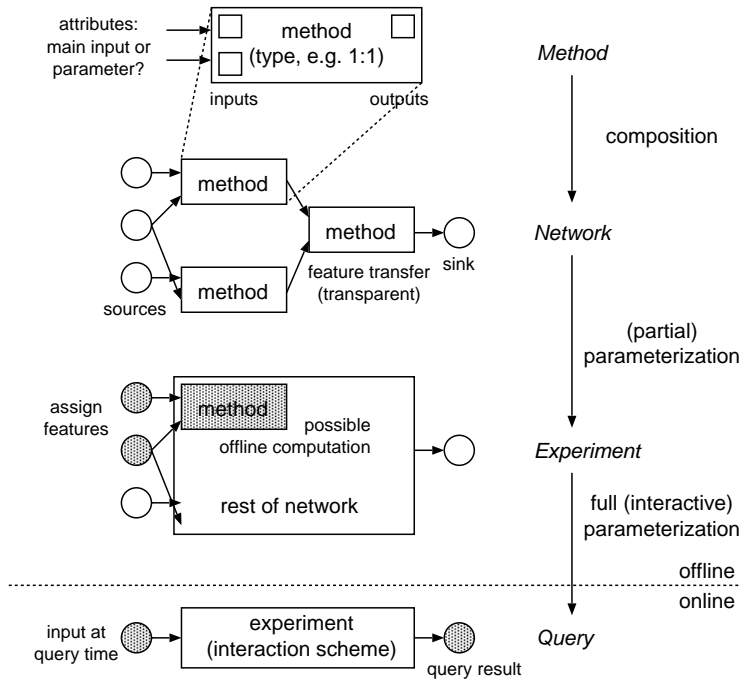 attributes:
main input or
parameter?
method
(type, e.g. 1:1)
inputs
outputs
Method
composition
method
method
method
sources
feature transfer
(transparent)
sink
Network
(partial)
parameterization
assign
features
method
possible
offline computation
rest of network
Experiment
full (interactive)
parameterization
offline
online
input at
query time
experiment
(interaction scheme)
query result
Query